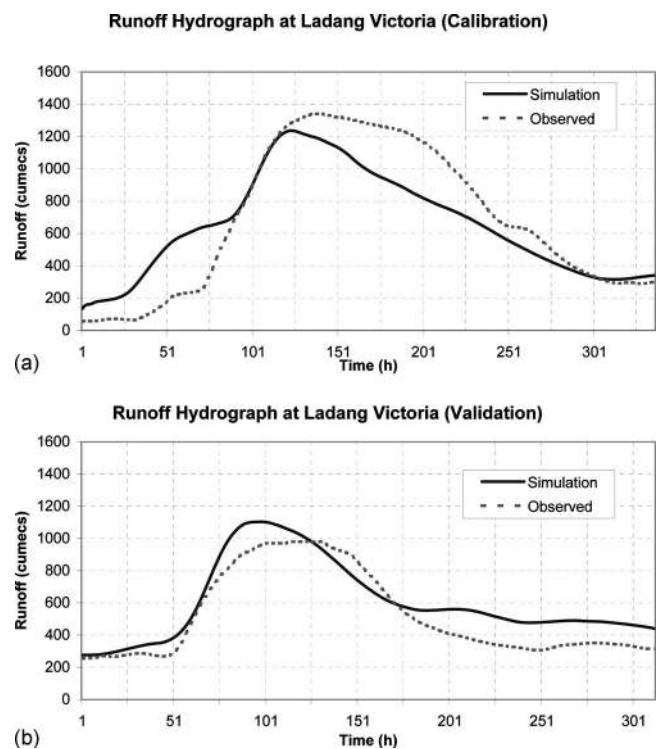 Runoff Hydrograph at Ladang Victoria (Calibration)
1600
1400
1200
1000
800
600
400
200
0
Runoff (cumecs)
Simulation
Observed
1 51 101 151 201 251 301
Time (h)
(a)
Runoff Hydrograph at Ladang Victoria (Validation)
1600
1400
1200
1000
800
600
400
200
0
Runoff (cumecs)
Simulation
Observed
1 51 101 151 201 251 301
Time (h)
(b)